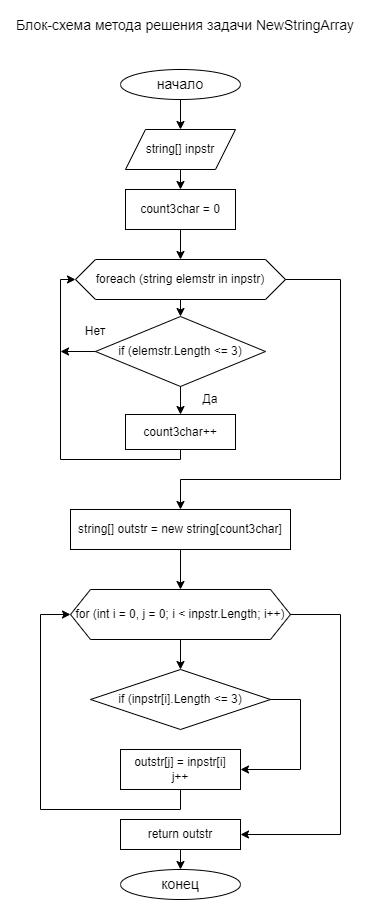 Блок-схема метода решения задачи NewStringArray
начало
string[] inpstr
count3char = 0
foreach (string elemstr in inpstr)
Нет
if (elemstr.Length <= 3)
Да
count3char++
string[] outstr = new string[count3char]
for (int i = 0, j = 0; i < inpstr.Length; i++)
if (inpstr[i].Length <= 3)
outstr[j] = inpstr[i]
j++
return outstr
конец